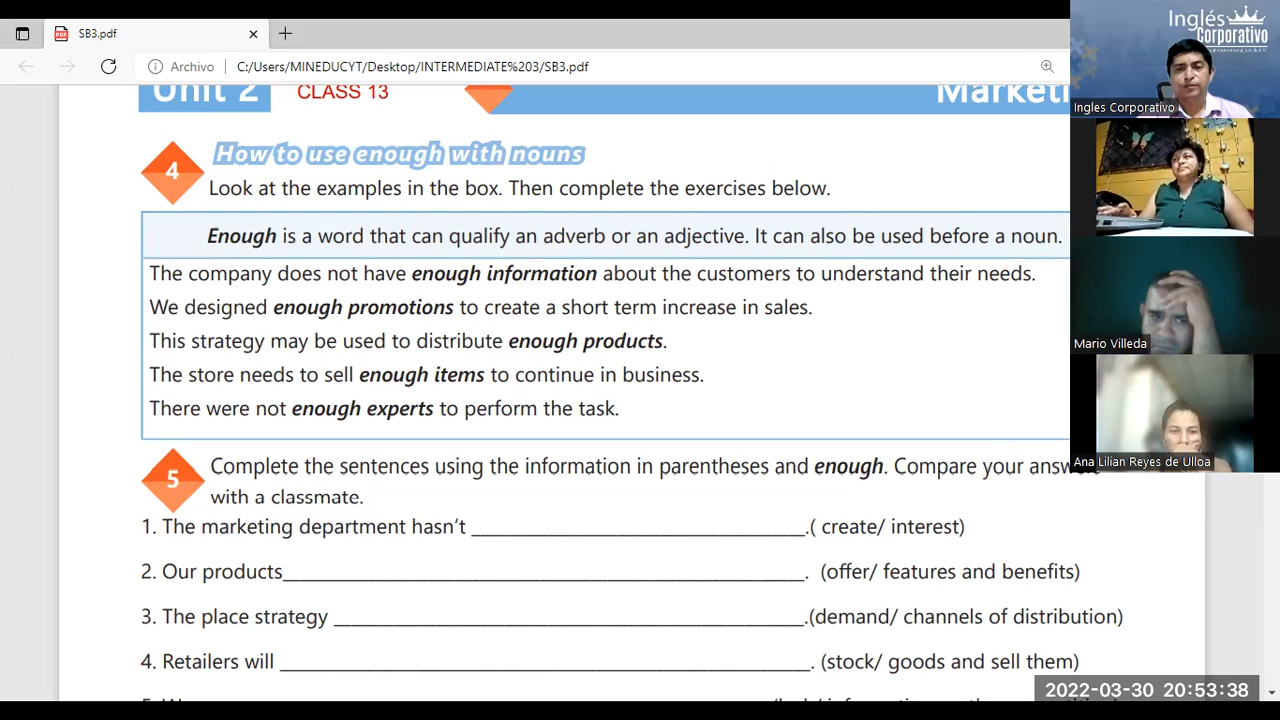 SB3.pdf
Archivo
C:/Users/MINEDUCYT/Desktop/INTERMEDIATE%203/SB3.pdf
Inglés
Corporativo
Ingles Corporativo
Unit 2
CLASS 13
Marketi
4
How to use enough with nouns
Look at the examples in the box. Then complete the exercises below.
Enough is a word that can qualify an adverb or an adjective. It can also be used before a noun.
The company does not have enough information about the customers to understand their needs.
We designed enough promotions to create a short term increase in sales.
This strategy may be used to distribute enough products.
The store needs to sell enough items to continue in business.
There were not enough experts to perform the task.
Mario Villeda
Ana Lilian Reyes de Ulloa
5
Complete the sentences using the information in parentheses and enough. Compare your answ
with a classmate.
1. The marketing department hasn't ______________________________.( create/ interest)
2. Our products______________________________________________. (offer/ features and benefits)
3. The place strategy __________________________________________.(demand/ channels of distribution)
4. Retailers will _______________________________________________. (stock/ goods and sell them)
2022-03-30 20:53:38